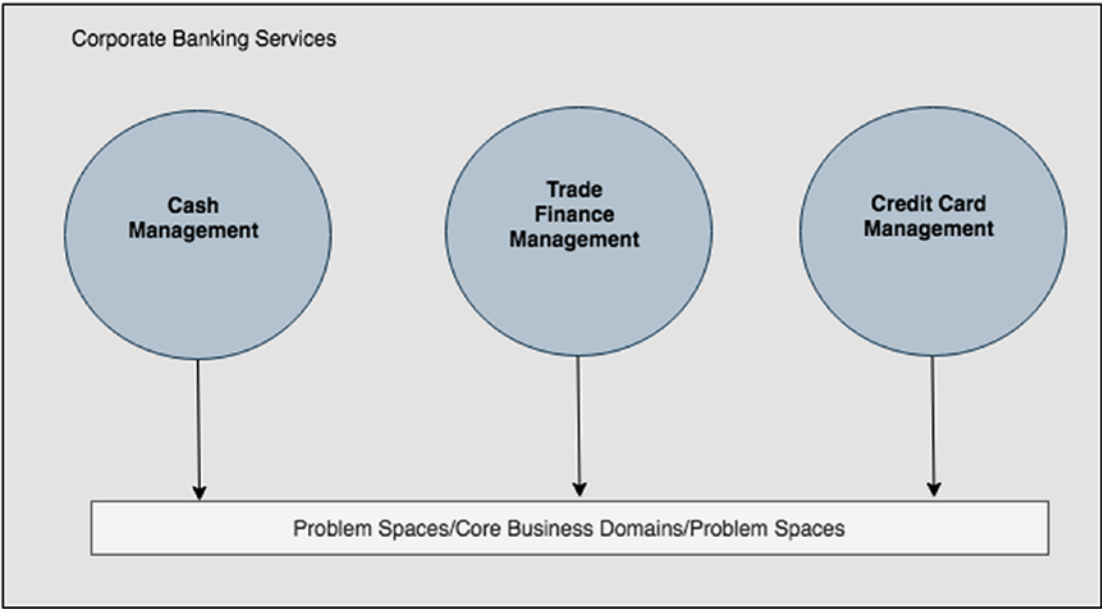 Corporate Banking Services
Cash
Management
Trade
Finance
Management
Credit Card
Management
Problem Spaces/Core Business Domains/Problem Spaces